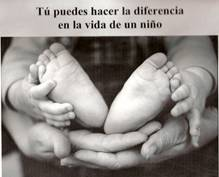 Tú puedes hacer la diferencia
en la vida de un niño